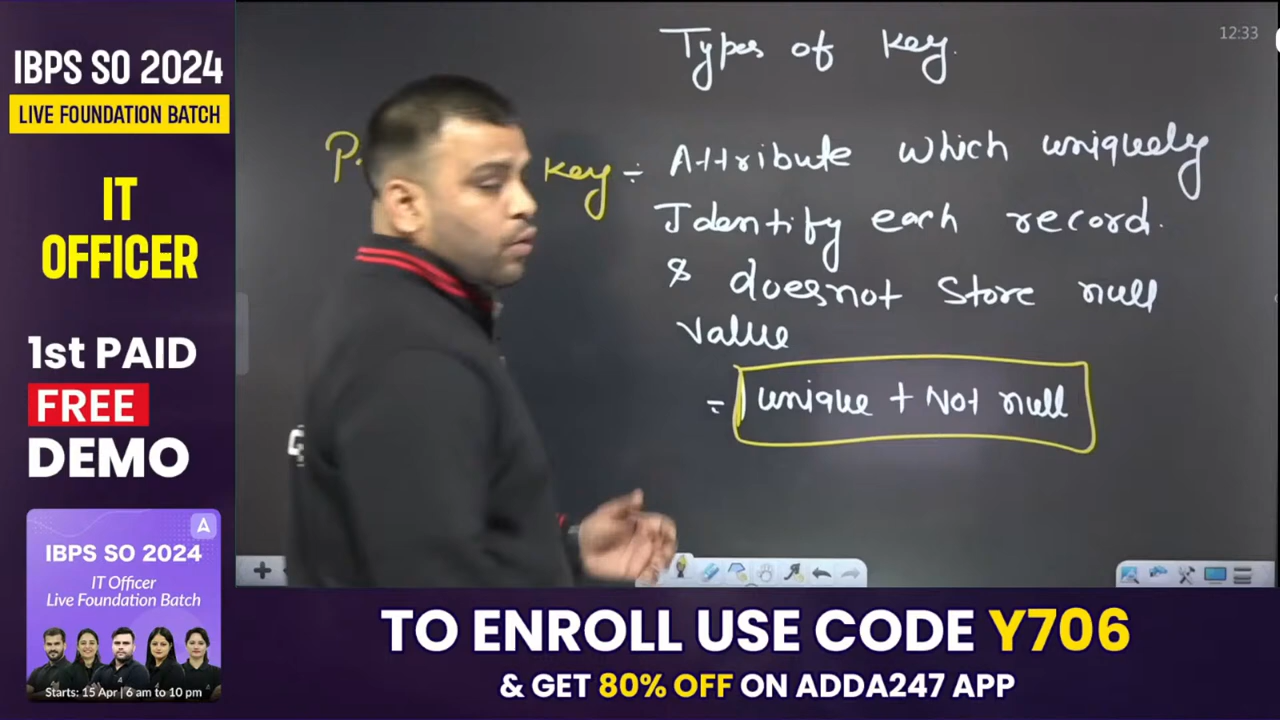 IBPS SO 2024
LIVE FOUNDATION BATCH
IT
OFFICER
1st PAID
FREE
DEMO
A
IBPS SO 2024
IT Officer
Live Foundation Batch
Starts: 15 Apr | 6 am to 10 pm
12:33
Types of key.
P. key ÷ Attribute which uniquely
Identify each record.
& doesnot store null
value
÷ unique + Not null
TO ENROLL USE CODE Y706
& GET 80% OFF ON ADDA247 APP